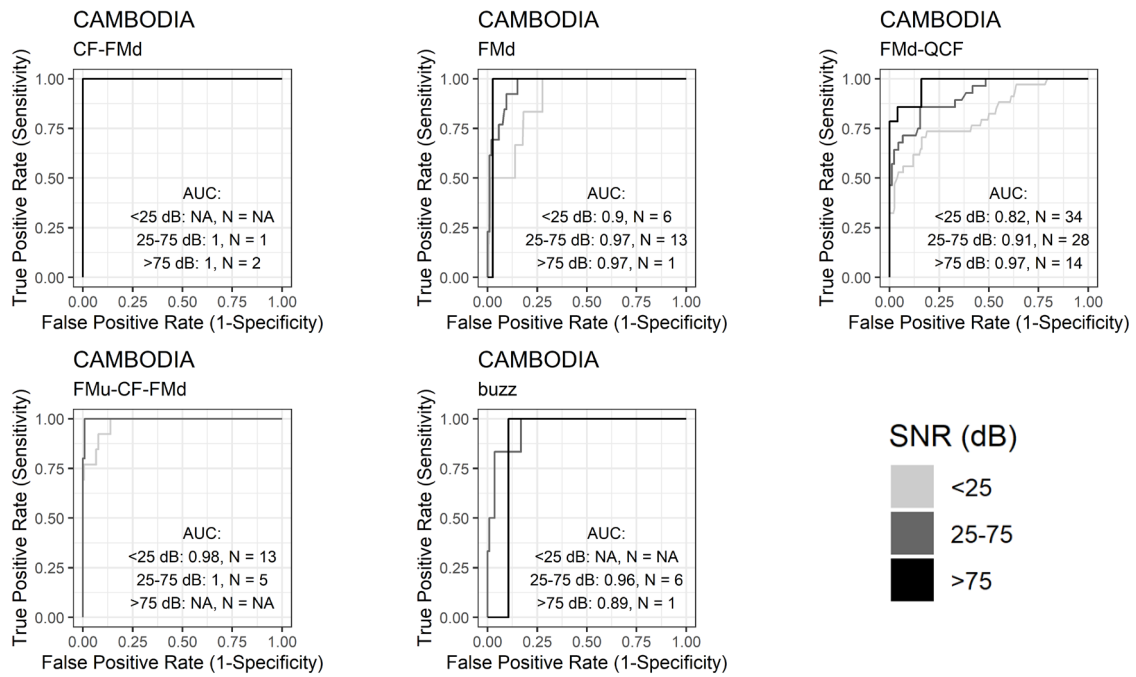 CAMBODIA
CF-FMd
True Positive Rate (Sensitivity)
1.00
0.75
0.50
0.25
0.00
AUC:
<25 dB: NA, N = NA
25-75 dB: 1, N = 1
>75 dB: 1, N = 2
0.00 0.25 0.50 0.75 1.00
False Positive Rate (1-Specificity)
CAMBODIA
FMd
True Positive Rate (Sensitivity)
1.00
0.75
0.50
0.25
0.00
AUC:
<25 dB: 0.9, N = 6
25-75 dB: 0.97, N = 13
>75 dB: 0.97, N = 1
0.00 0.25 0.50 0.75 1.00
False Positive Rate (1-Specificity)
CAMBODIA
FMd-QCF
True Positive Rate (Sensitivity)
1.00
0.75
0.50
0.25
0.00
AUC:
<25 dB: 0.82, N = 34
25-75 dB: 0.91, N = 28
>75 dB: 0.97, N = 14
0.00 0.25 0.50 0.75 1.00
False Positive Rate (1-Specificity)
CAMBODIA
FMu-CF-FMd
True Positive Rate (Sensitivity)
1.00
0.75
0.50
0.25
0.00
AUC:
<25 dB: 0.98, N = 13
25-75 dB: 1, N = 5
>75 dB: NA, N = NA
0.00 0.25 0.50 0.75 1.00
False Positive Rate (1-Specificity)
CAMBODIA
buzz
True Positive Rate (Sensitivity)
1.00
0.75
0.50
0.25
0.00
AUC:
<25 dB: NA, N = NA
25-75 dB: 0.96, N = 6
>75 dB: 0.89, N = 1
0.00 0.25 0.50 0.75 1.00
False Positive Rate (1-Specificity)
SNR (dB)
<25
25-75
>75